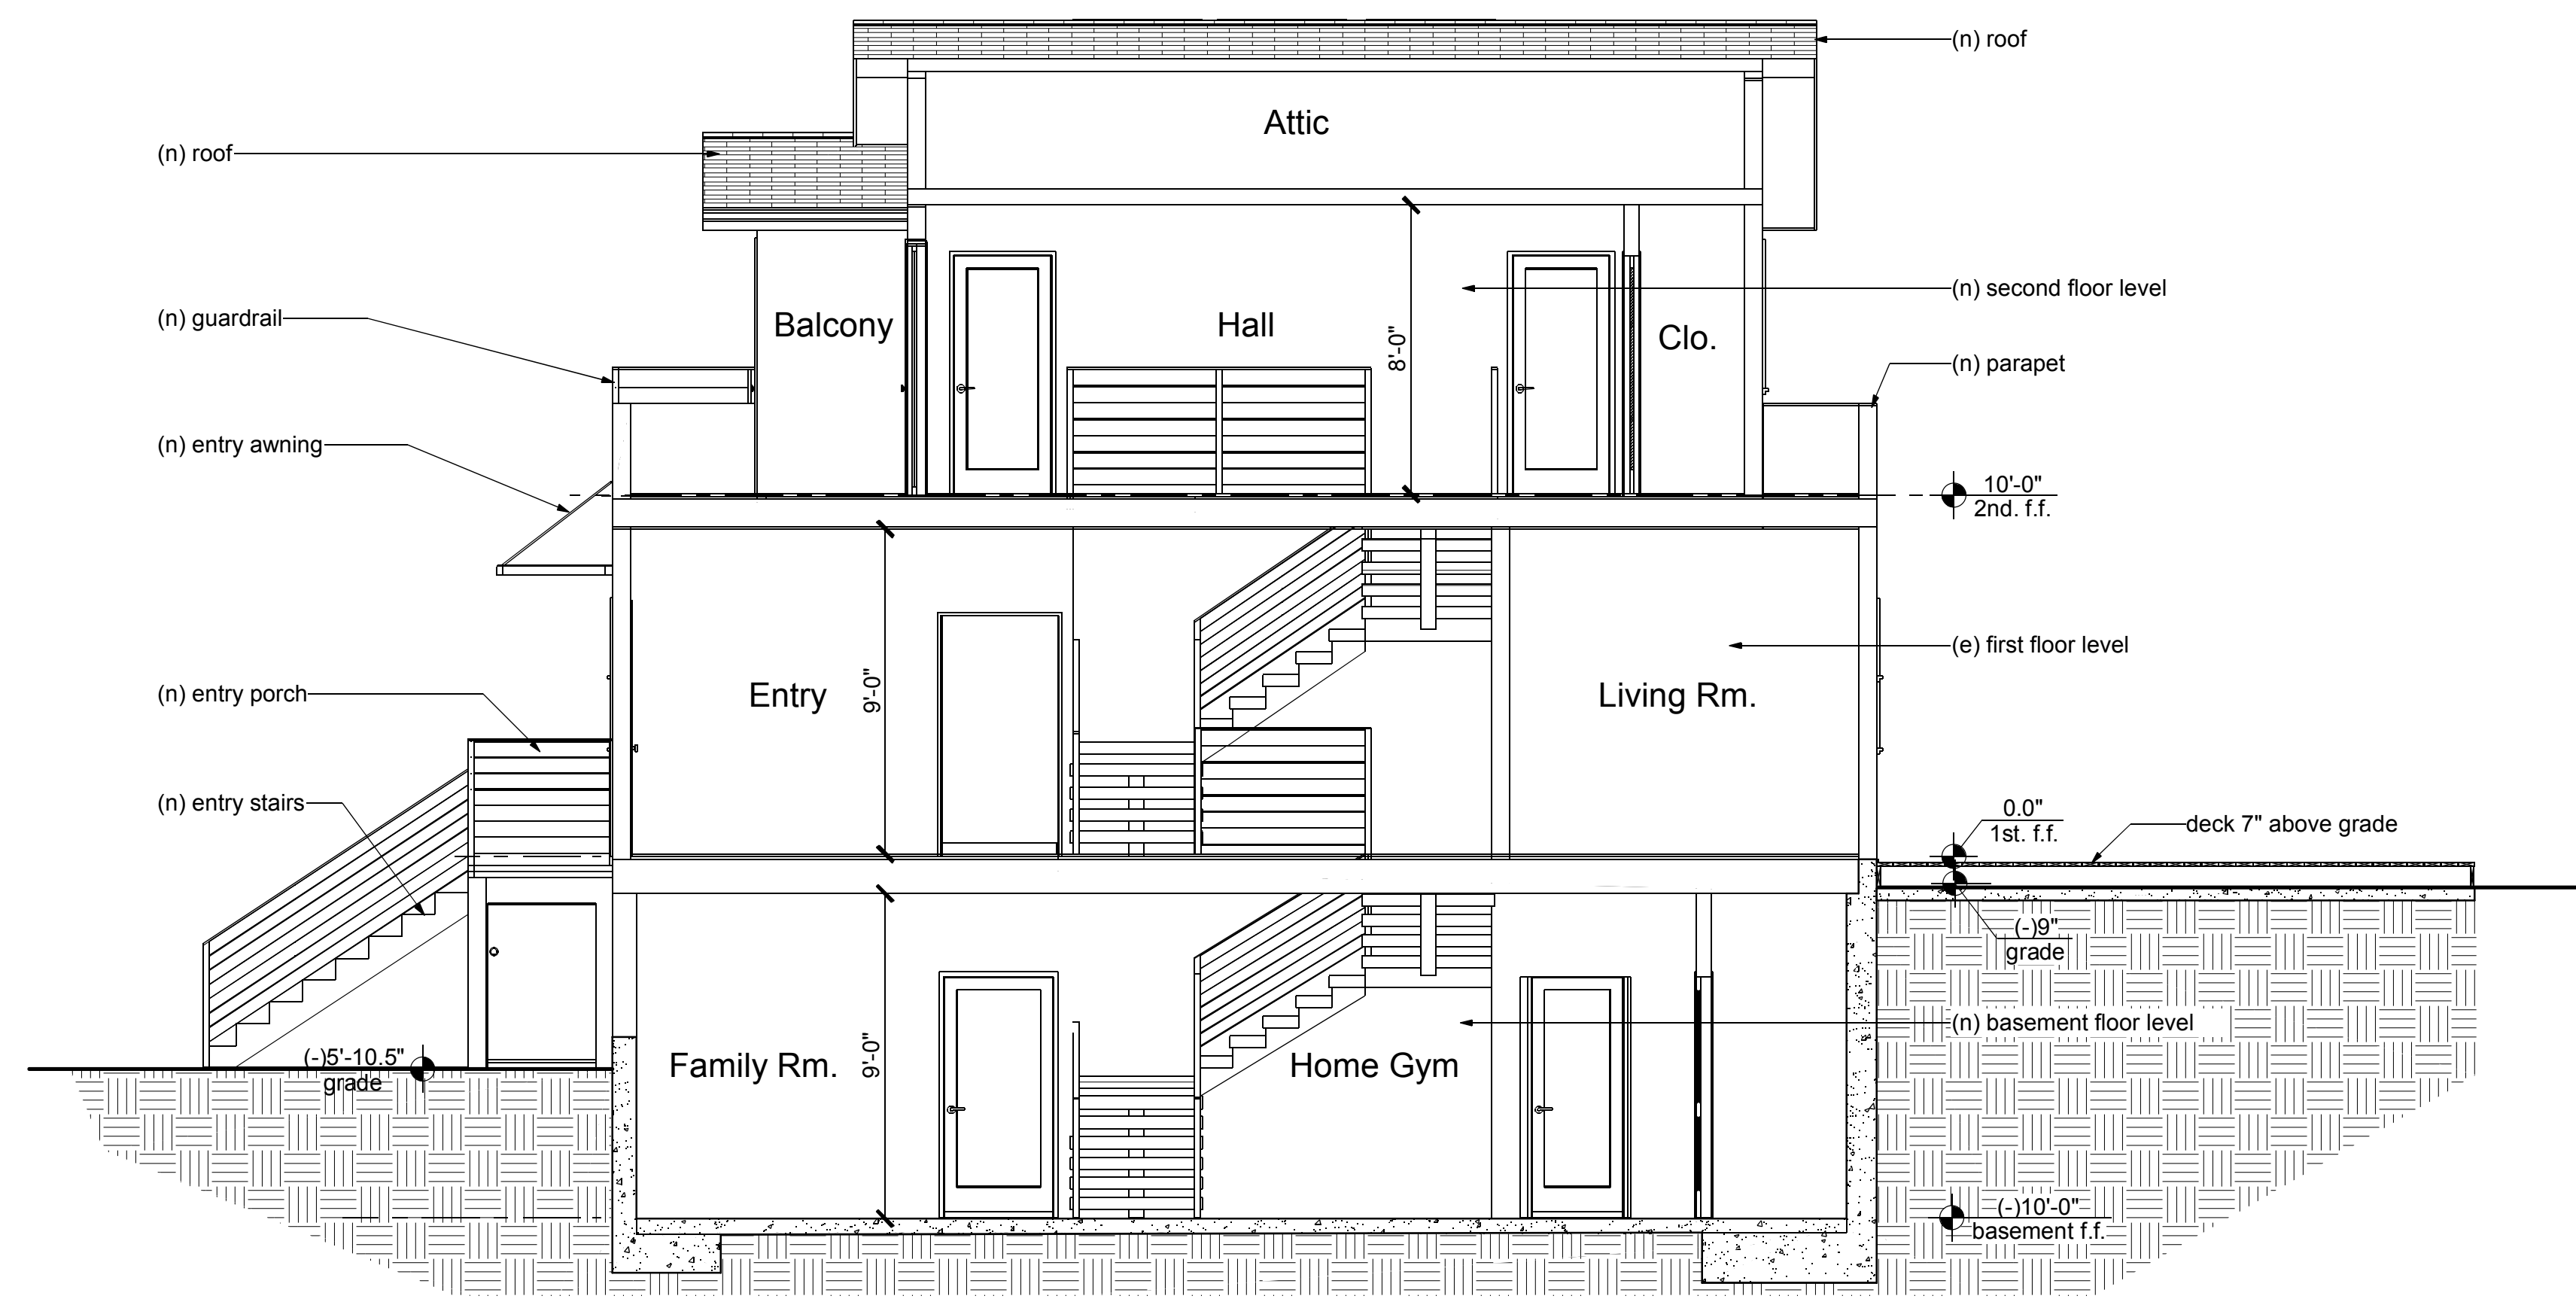 (n) roof
Attic
(n) roof
(n) second floor level
(n) guardrail
Balcony
Hall
8'-0"
Clo.
(n) parapet
(n) entry awning
10'-0"
2nd. f.f.
(e) first floor level
(n) entry porch
Entry
9'-0"
Living Rm.
(n) entry stairs
0.0"
1st. f.f.
deck 7" above grade
(-)9"
grade
(n) basement floor level
(-)5'-10.5"
grade
Family Rm.
9'-0"
Home Gym
(-)10'-0"
basement f.f.